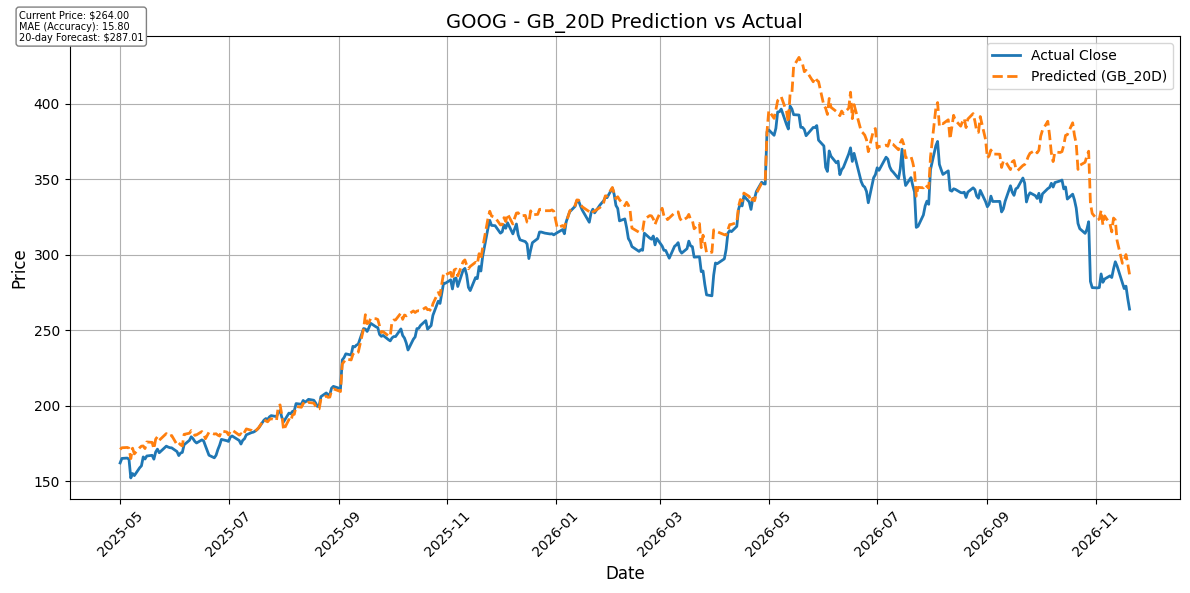 Current Price: $264.00
MAE (Accuracy): 15.80
20-day Forecast: $287.01
GOOG - GB_20D Prediction vs Actual
Actual Close
Predicted (GB_20D)
Price
400
350
300
250
200
150
2025-05
2025-07
2025-09
2025-11
2026-01
2026-03
2026-05
2026-07
2026-09
2026-11
Date